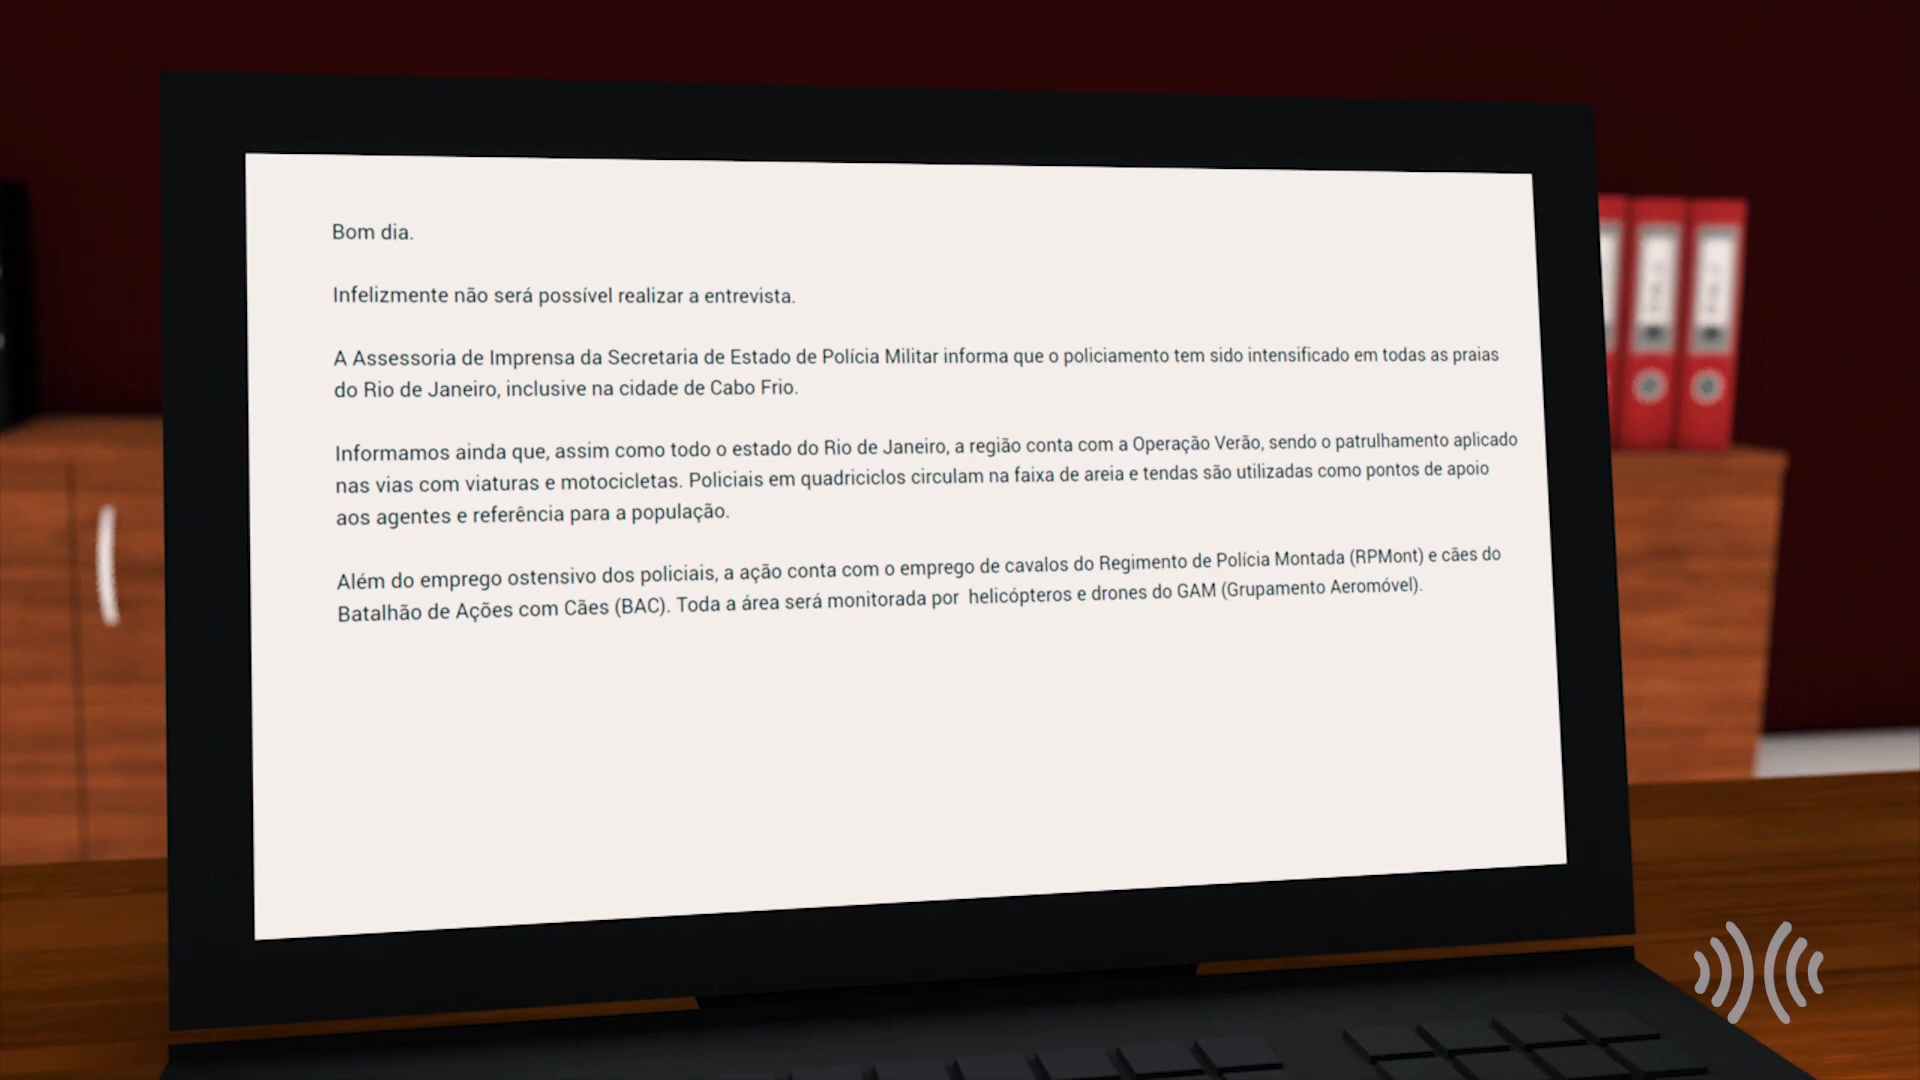 Bom dia.
Infelizmente não será possível realizar a entrevista.
A Assessoria de Imprensa da Secretaria de Estado de Polícia Militar informa que o policiamento tem sido intensificado em todas as praias
do Rio de Janeiro, inclusive na cidade de Cabo Frio.
Informamos ainda que, assim como todo o estado do Rio de Janeiro, a região conta com a Operação Verão, sendo o patrulhamento aplicado
nas vias com viaturas e motocicletas. Policiais em quadriciclos circulam na faixa de areia e tendas são utilizadas como pontos de apoio
aos agentes e referência para a população.
Além do emprego ostensivo dos policiais, a ação conta com o emprego de cavalos do Regimento de Polícia Montada (RPMont) e cães do
Batalhão de Ações com Cães (BAC). Toda a área será monitorada por  helicópteros e drones do GAM (Grupamento Aeromóvel).